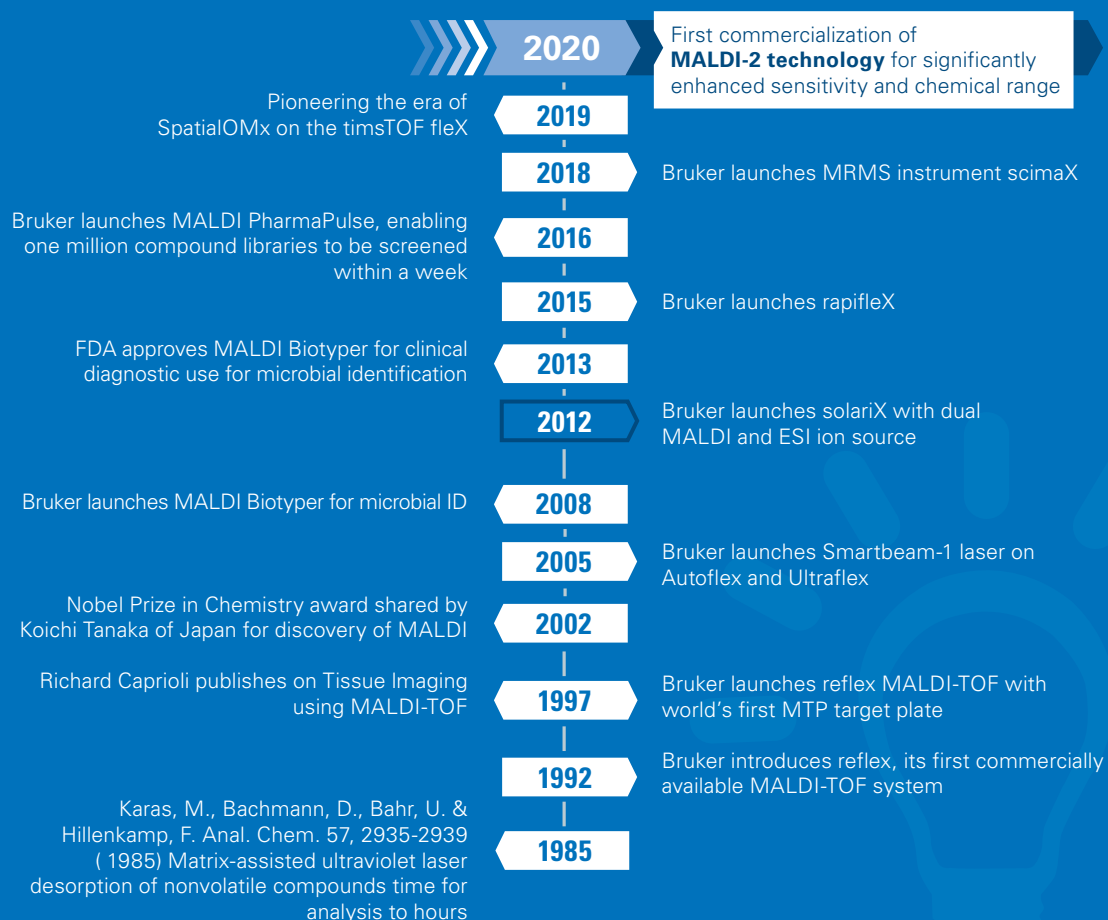 2020
First commercialization of
MALDI-2 technology for significantly
enhanced sensitivity and chemical range
Pioneering the era of
SpatialOMx on the timsTOF fleX
2019
2018
Bruker launches MRMS instrument scimaX
Bruker launches MALDI PharmaPulse, enabling
one million compound libraries to be screened
within a week
2016
2015
Bruker launches rapifleX
FDA approves MALDI Biotyper for clinical
diagnostic use for microbial identification
2013
2012
Bruker launches solariX with dual
MALDI and ESI ion source
Bruker launches MALDI Biotyper for microbial ID
2008
2005
Bruker launches Smartbeam-1 laser on
Autoflex and Ultraflex
Nobel Prize in Chemistry award shared by
Koichi Tanaka of Japan for discovery of MALDI
2002
Richard Caprioli publishes on Tissue Imaging
using MALDI-TOF
1997
Bruker launches reflex MALDI-TOF with
world's first MTP target plate
1992
Bruker introduces reflex, its first commercially
available MALDI-TOF system
Karas, M., Bachmann, D., Bahr, U. &
Hillenkamp, F. Anal. Chem. 57, 2935-2939
( 1985) Matrix-assisted ultraviolet laser
desorption of nonvolatile compounds time for
analysis to hours
1985